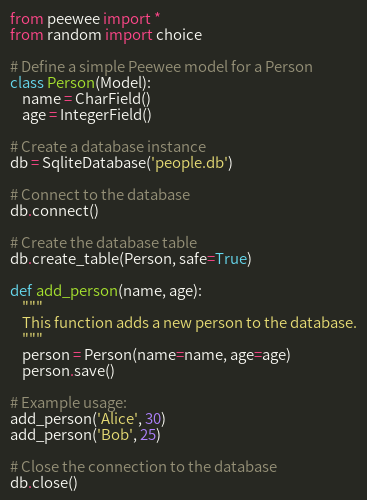 from peewee import *
from random import choice

# Define a simple Peewee model for a Person
class Person(Model):
    name = CharField()
    age = IntegerField()

# Create a database instance
db = SqliteDatabase('people.db')

# Connect to the database
db.connect()

# Create the database table
db.create_table(Person, safe=True)

def add_person(name, age):
    """
    This function adds a new person to the database.
    """
    person = Person(name=name, age=age)
    person.save()

# Example usage:
add_person('Alice', 30)
add_person('Bob', 25)

# Close the connection to the database
db.close()